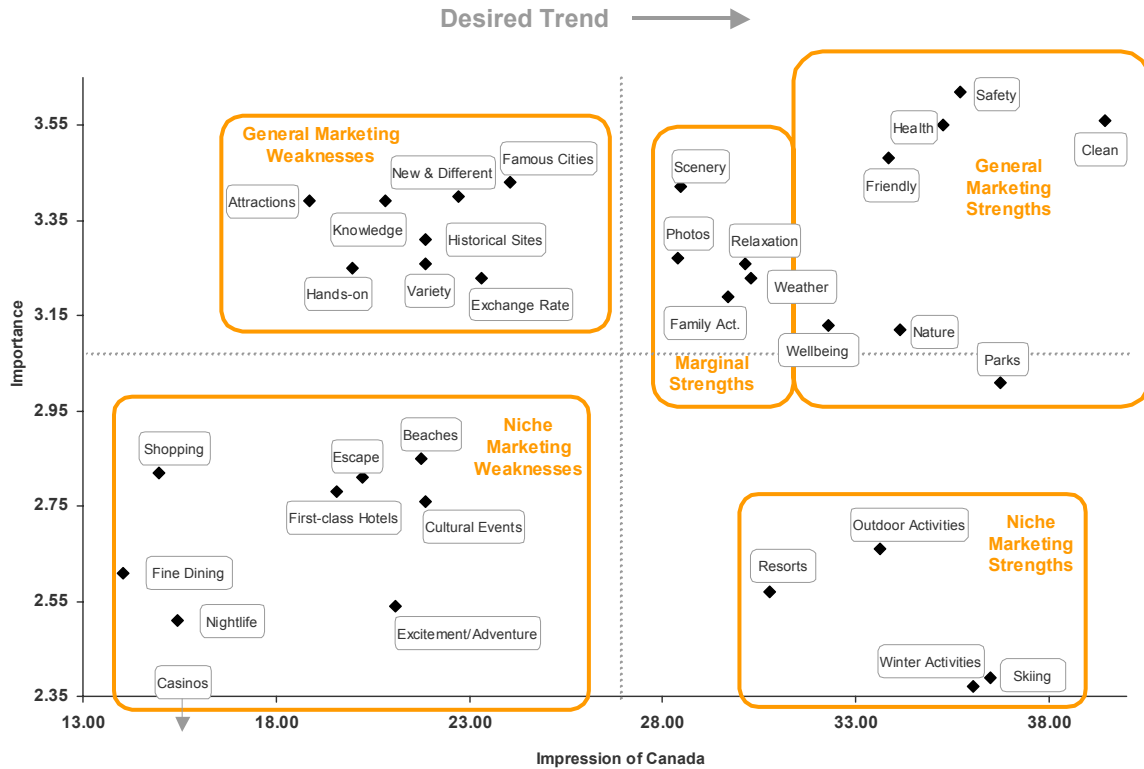 Desired Trend
Importance
3.55
3.35
3.15
2.95
2.75
2.55
2.35
General Marketing
Weaknesses
Attractions
Knowledge
New & Different
Famous Cities
Historical Sites
Hands-on
Variety
Exchange Rate
Scenery
Photos
Relaxation
Weather
Family Act.
Marginal
Strengths
Safety
Health
Clean
Friendly
General
Marketing
Strengths
Wellbeing
Nature
Parks
Niche
Marketing
Weaknesses
Shopping
Escape
Beaches
First-class Hotels
Cultural Events
Fine Dining
Nightlife
Excitement/Adventure
Casinos
Niche
Marketing
Strengths
Outdoor Activities
Resorts
Winter Activities
Skiing
13.00
18.00
23.00
28.00
33.00
38.00
Impression of Canada